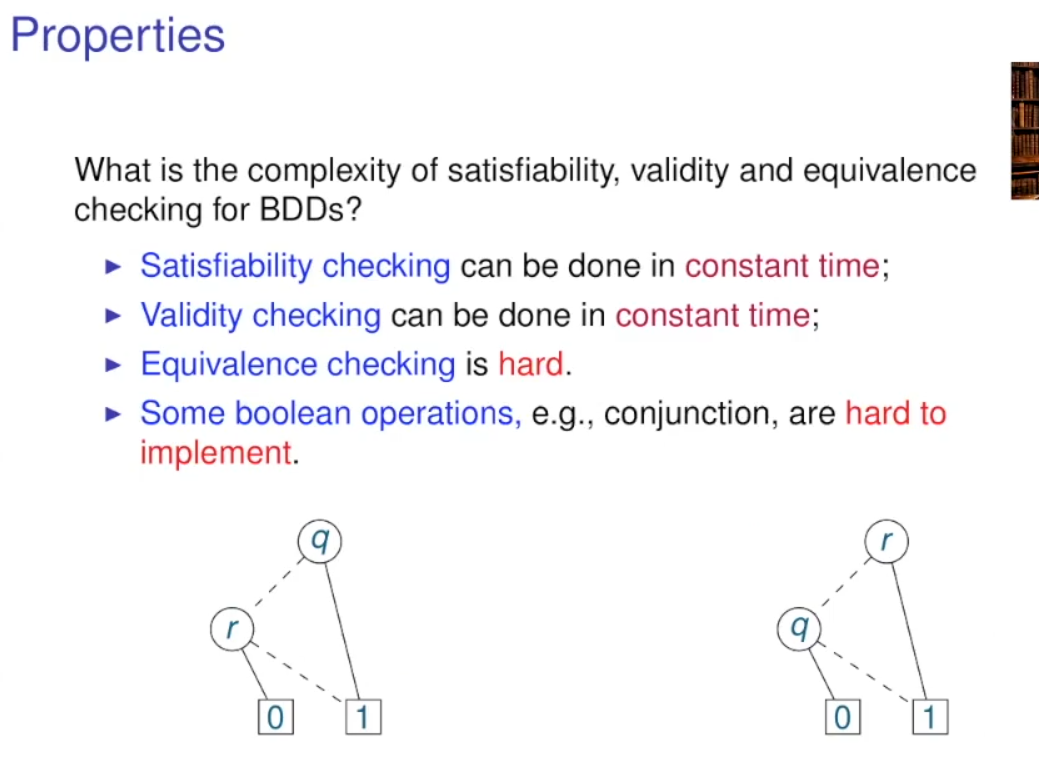 Properties
What is the complexity of satisfiability, validity and equivalence
checking for BDDs?
▶ Satisfiability checking can be done in constant time;
▶ Validity checking can be done in constant time;
▶ Equivalence checking is hard.
▶ Some boolean operations, e.g., conjunction, are hard to
implement.
q r
r q
0 1 0 1